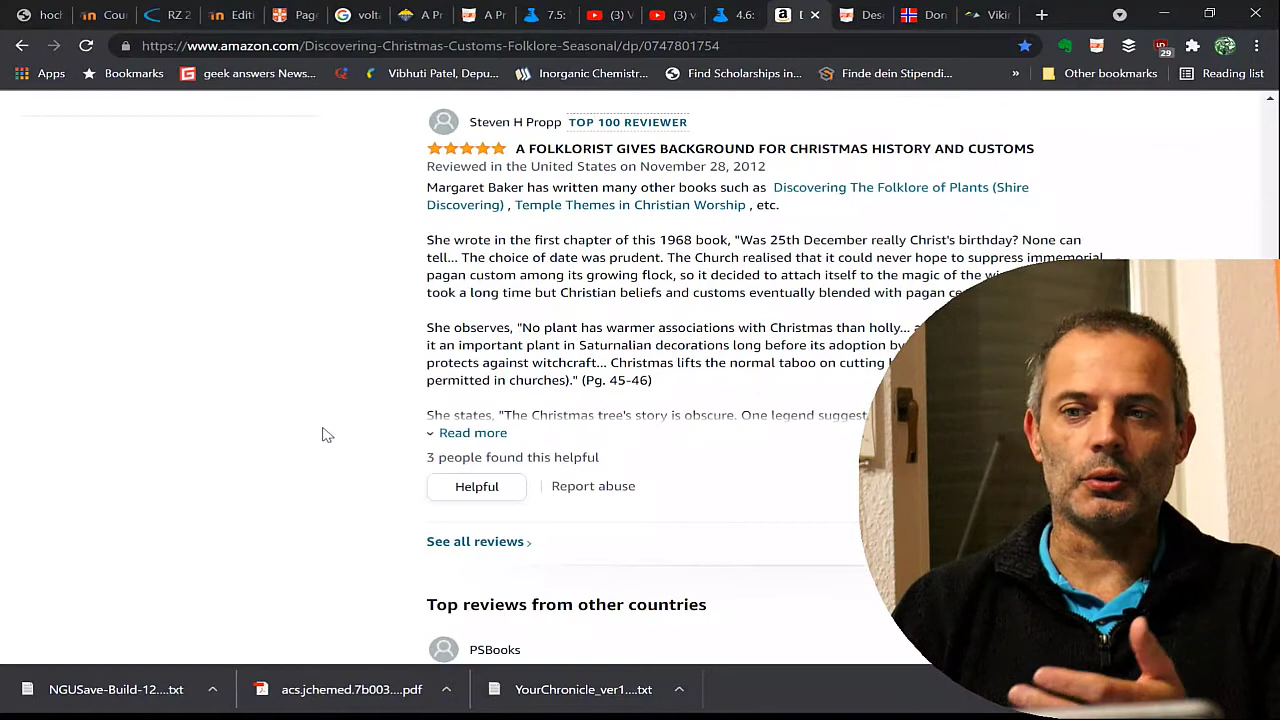 hoch
Cou
RZ 2
Editi
Page
volta
A Pr
A Pr
7.5:
(3) V
(3) v
4.6:
D
Des
Don
Vikin
https://www.amazon.com/Discovering-Christmas-Customs-Folklore-Seasonal/dp/0747801754
29
Apps
Bookmarks
geek answers News...
Vibhuti Patel, Depu...
Inorganic Chemistr...
Find Scholarships in...
Finde dein Stipendi...
»
Other bookmarks
Reading list
Steven H Propp TOP 100 REVIEWER
A FOLKLORIST GIVES BACKGROUND FOR CHRISTMAS HISTORY AND CUSTOMS
Reviewed in the United States on November 28, 2012
Margaret Baker has written many other books such as Discovering The Folklore of Plants (Shire
Discovering) , Temple Themes in Christian Worship , etc.
She wrote in the first chapter of this 1968 book, "Was 25th December really Christ's birthday? None can
tell... The choice of date was prudent. The Church realised that it could never hope to suppress immemorial
pagan custom among its growing flock, so it decided to attach itself to the magic of the
took a long time but Christian beliefs and customs eventually blended with pagan
She observes, "No plant has warmer associations with Christmas than holly...
it an important plant in Saturnalian decorations long before its adoption by
protects against witchcraft... Christmas lifts the normal taboo on cutting
permitted in churches)." (Pg. 45-46)
She states, "The Christmas tree's story is obscure. One legend suggest
Read more
3 people found this helpful
Helpful
Report abuse
See all reviews ›
Top reviews from other countries
PSBooks
NGUSave-Build-12....txt
acs.jchemed.7b003....pdf
YourChronicle_ver1....txt